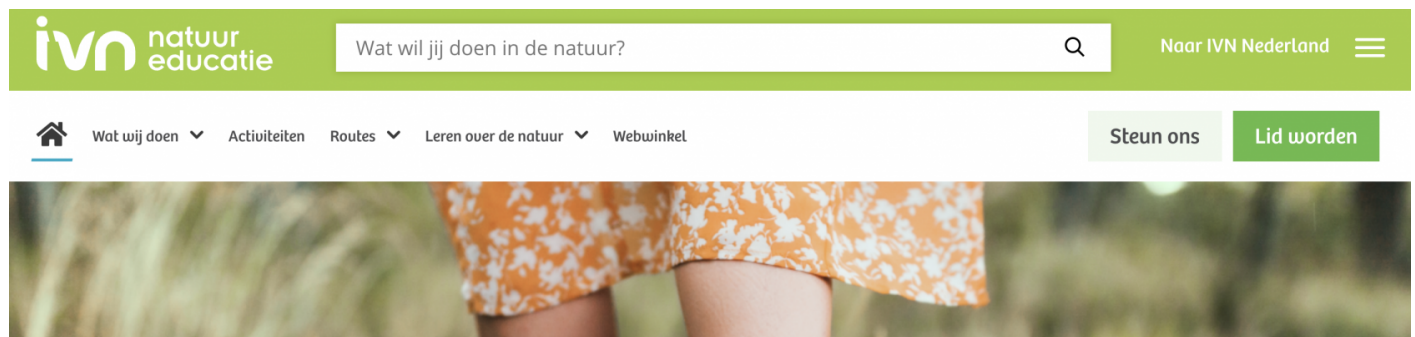 ivn natuur educatie
Wat wil jij doen in de natuur?
Naar IVN Nederland
Wat wij doen
Activiteiten
Routes
Leren over de natuur
Webwinkel
Steun ons
Lid worden